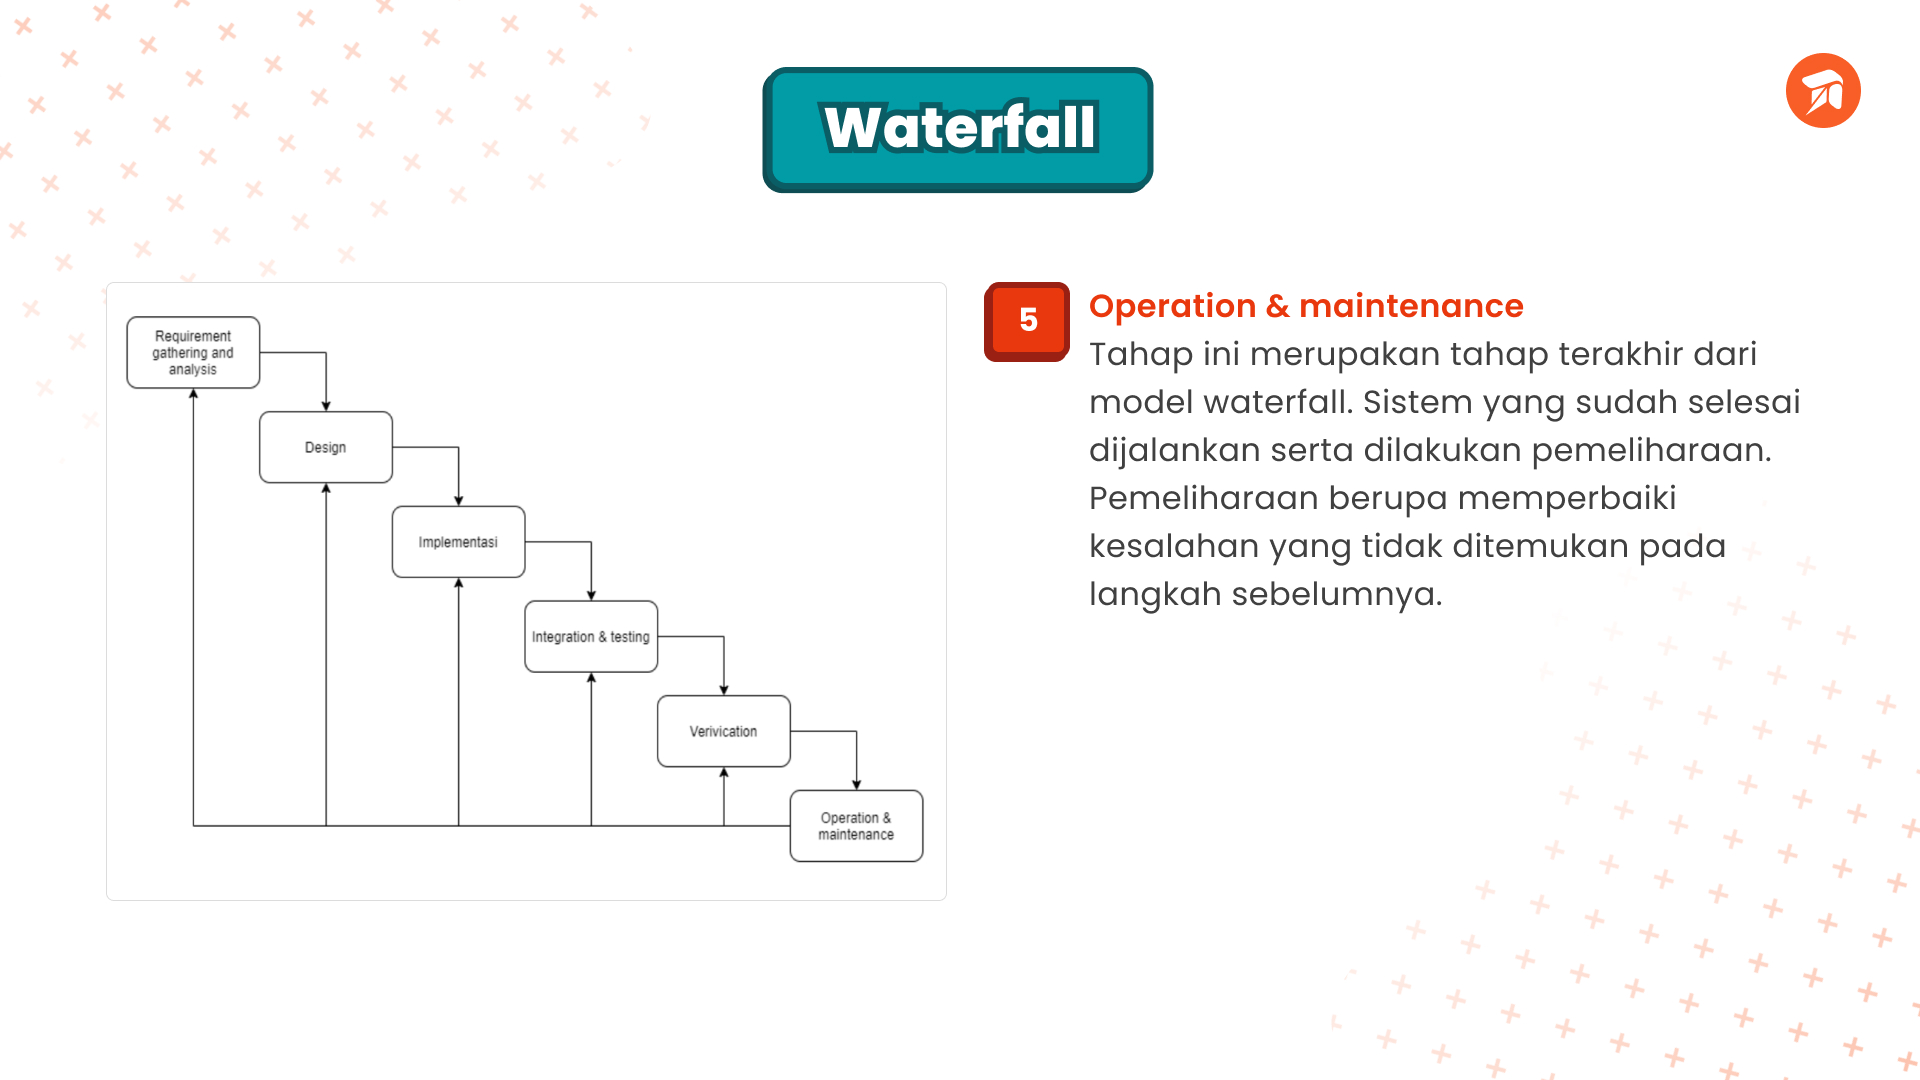 Waterfall
Requirement
gathering and
analysis
Design
Implementasi
Integration & testing
Verivication
Operation &
maintenance
5
Operation & maintenance
Tahap ini merupakan tahap terakhir dari
model waterfall. Sistem yang sudah selesai
dijalankan serta dilakukan pemeliharaan.
Pemeliharaan berupa memperbaiki
kesalahan yang tidak ditemukan pada
langkah sebelumnya.